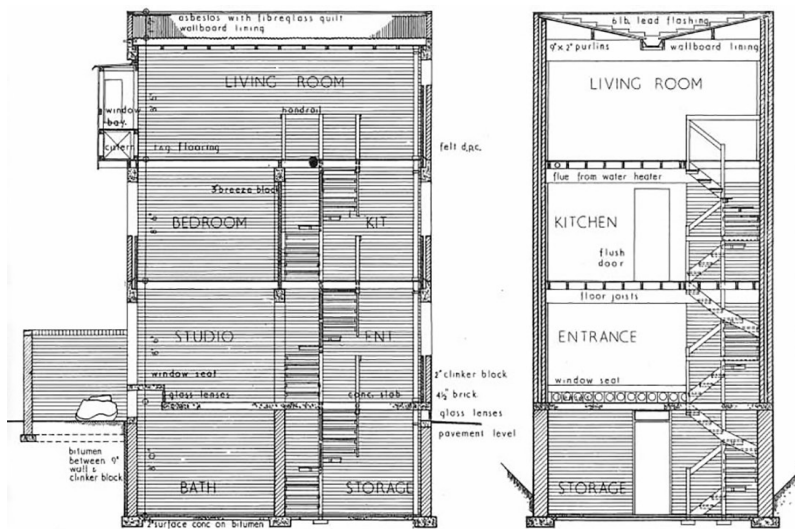 asbestos with fibreglass quilt
wallboard lining
LIVING ROOM
window
bay
handrail
t.&g. flooring
felt d.p.c.
3" breeze block
BEDROOM
KIT
STUDIO
ENT
window seat
glass lenses
conc. slab
2" clinker block
4½" brick
glass lenses
pavement level
bitumen
between 9"
wall &
clinker block
BATH
STORAGE
2" surface conc on bitumen
6lb. lead flashing
9" x 2" purlins
wallboard lining
LIVING ROOM
flue from water heater
KITCHEN
flush
door
floor joists
ENTRANCE
window seat
STORAGE